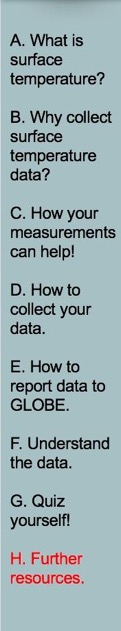 A. What is
surface
temperature?
B. Why collect
surface
temperature
data?
C. How your
measurements
can help!
D. How to
collect your
data.
E. How to
report data to
GLOBE.
F. Understand
the data.
G. Quiz
yourself!
H. Further
resources.